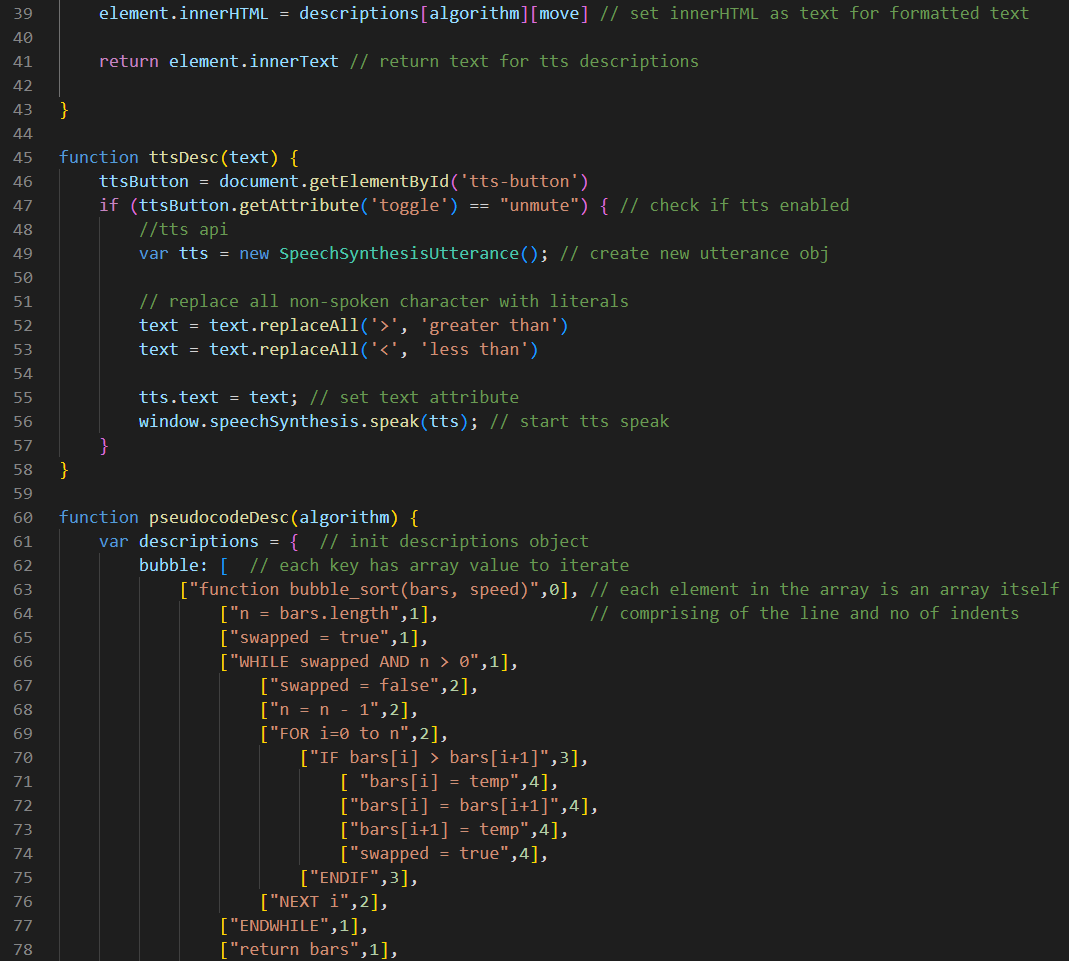 39 element.innerHTML = descriptions[algorithm][move] // set innerHTML as text for formatted text
40
41 return element.innerText // return text for tts descriptions
42
43 }
44
45 function ttsDesc(text) {
46 ttsButton = document.getElementById('tts-button')
47 if (ttsButton.getAttribute('toggle') == "unmute") { // check if tts enabled
48 //tts api
49 var tts = new SpeechSynthesisUtterance(); // create new utterance obj
50
51 // replace all non-spoken character with literals
52 text = text.replaceAll('>', 'greater than')
53 text = text.replaceAll('<', 'less than')
54
55 tts.text = text; // set text attribute
56 window.speechSynthesis.speak(tts); // start tts speak
57 }
58 }
59
60 function pseudocodeDesc(algorithm) {
61 var descriptions = {  // init descriptions object
62 bubble: [  // each key has array value to iterate
63 ["function bubble_sort(bars, speed)",0], // each element in the array is an array itself
64 ["n = bars.length",1], // comprising of the line and no of indents
65 ["swapped = true",1],
66 ["WHILE swapped AND n > 0",1],
67 ["swapped = false",2],
68 ["n = n - 1",2],
69 ["FOR i=0 to n",2],
70 ["IF bars[i] > bars[i+1]",3],
71 [ "bars[i] = temp",4],
72 ["bars[i] = bars[i+1]",4],
73 ["bars[i+1] = temp",4],
74 ["swapped = true",4],
75 ["ENDIF",3],
76 ["NEXT i",2],
77 ["ENDWHILE",1],
78 ["return bars",1],